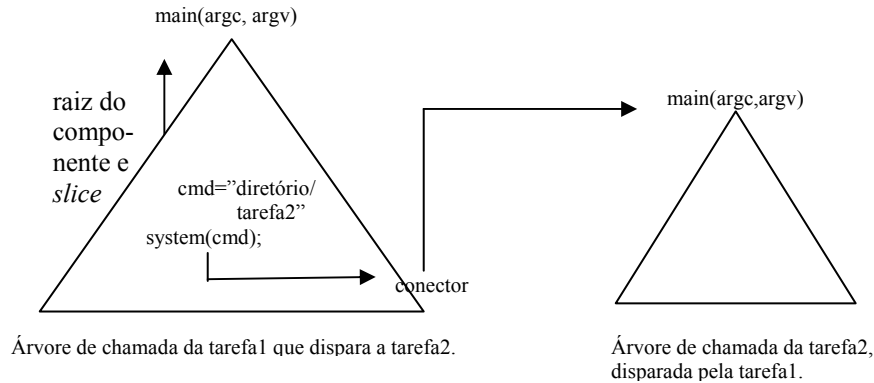 main(argc, argv)
raiz do
compo-
nente e
slice
cmd=”diretório/
tarefa2”
system(cmd);
conector
main(argc,argv)
Árvore de chamada da tarefa1 que dispara a tarefa2.
Árvore de chamada da tarefa2,
disparada pela tarefa1.